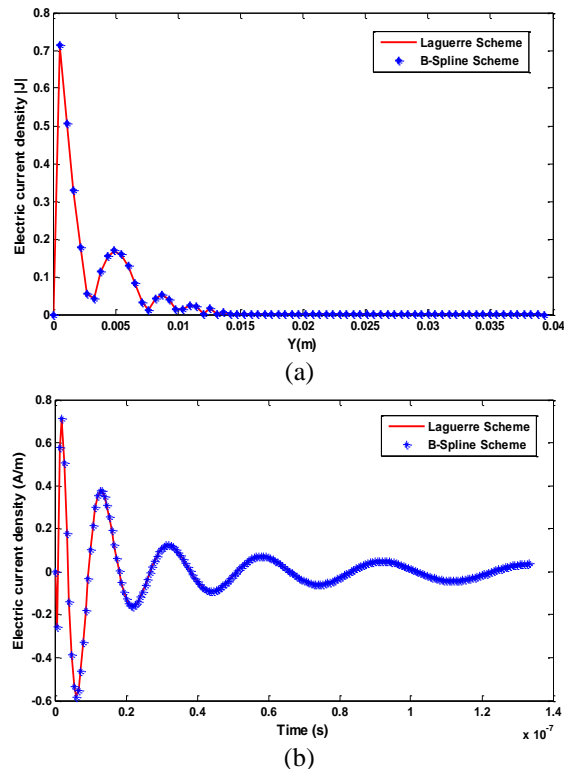 0.8
0.7
0.6
0.5
0.4
0.3
0.2
0.1
0
Electric current density |J|
Laguerre Scheme
B-Spline Scheme
0 0.005 0.01 0.015 0.02 0.025 0.03 0.035 0.04
Y(m)
(a)
0.8
0.6
0.4
0.2
0
-0.2
-0.4
-0.6
Electric current density (A/m)
Laguerre Scheme
B-Spline Scheme
0 0.2 0.4 0.6 0.8 1 1.2 1.4
Time (s)
x 10^-7
(b)